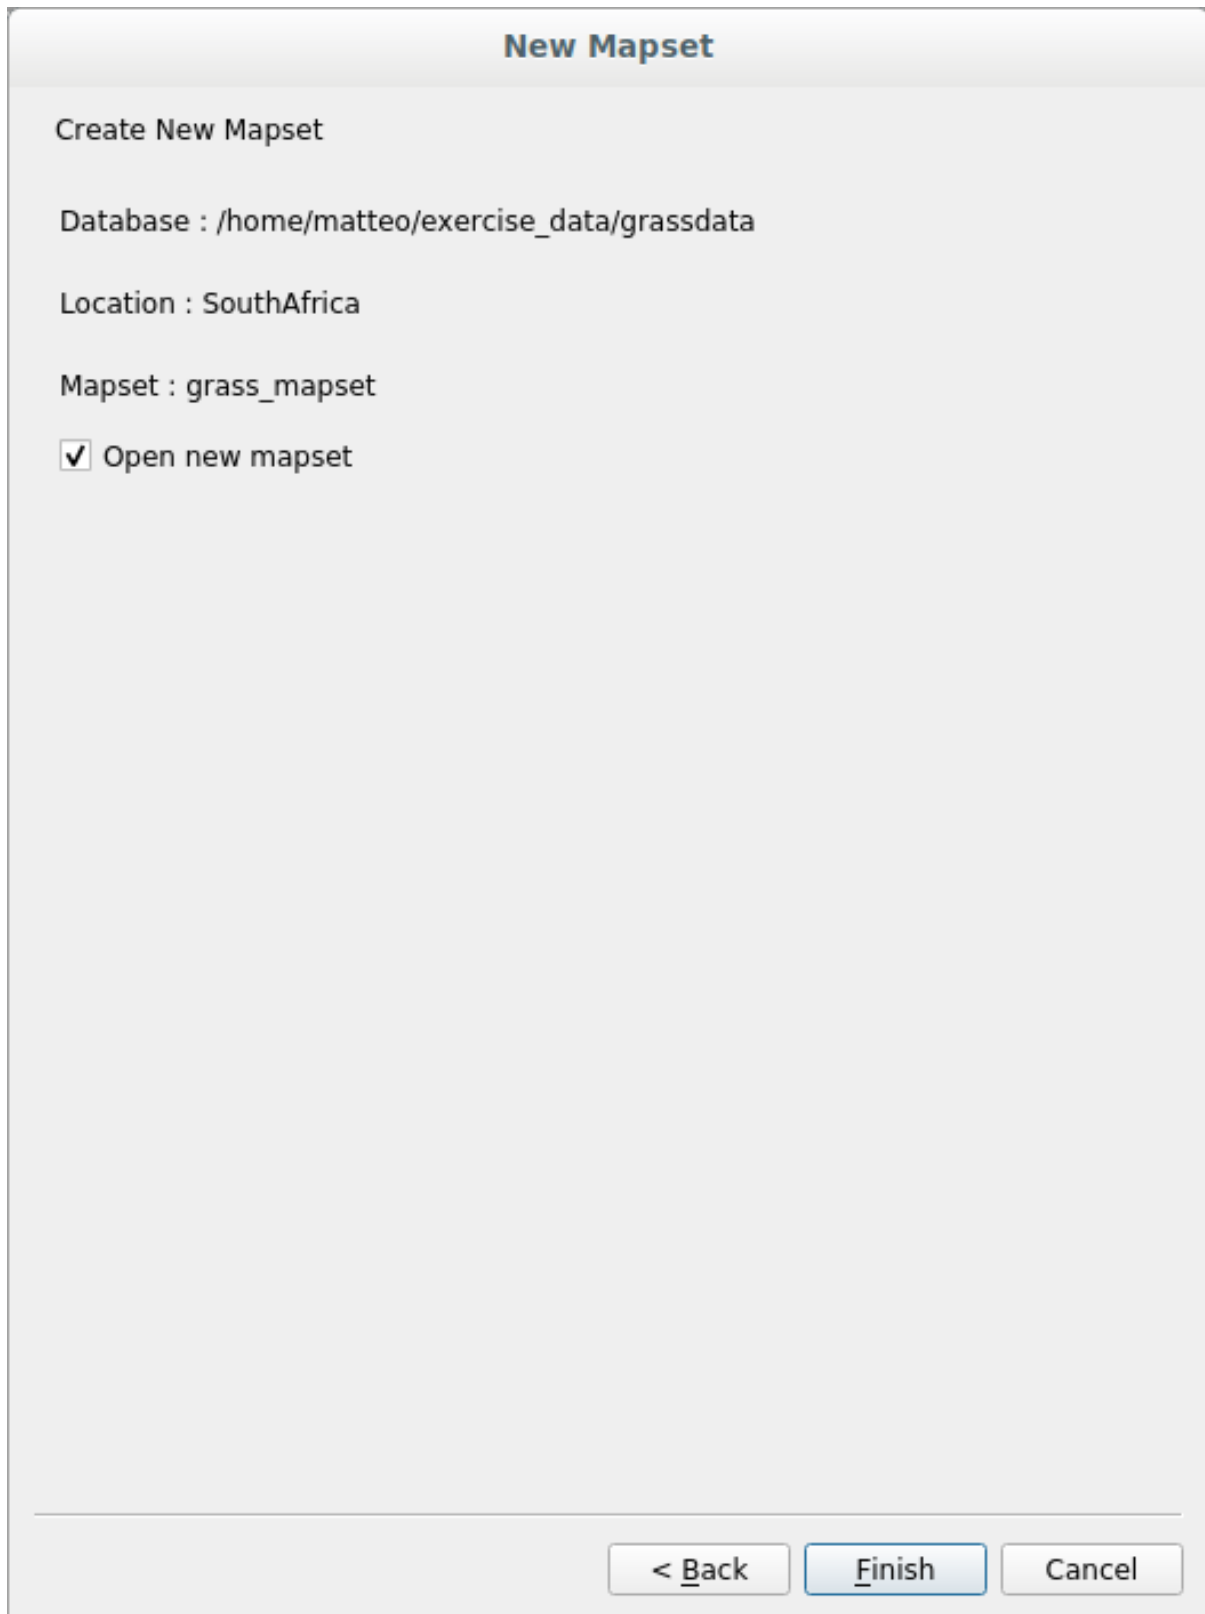 New Mapset
Create New Mapset
Database : /home/matteo/exercise_data/grassdata
Location : SouthAfrica
Mapset : grass_mapset
Open new mapset
< Back
Finish
Cancel